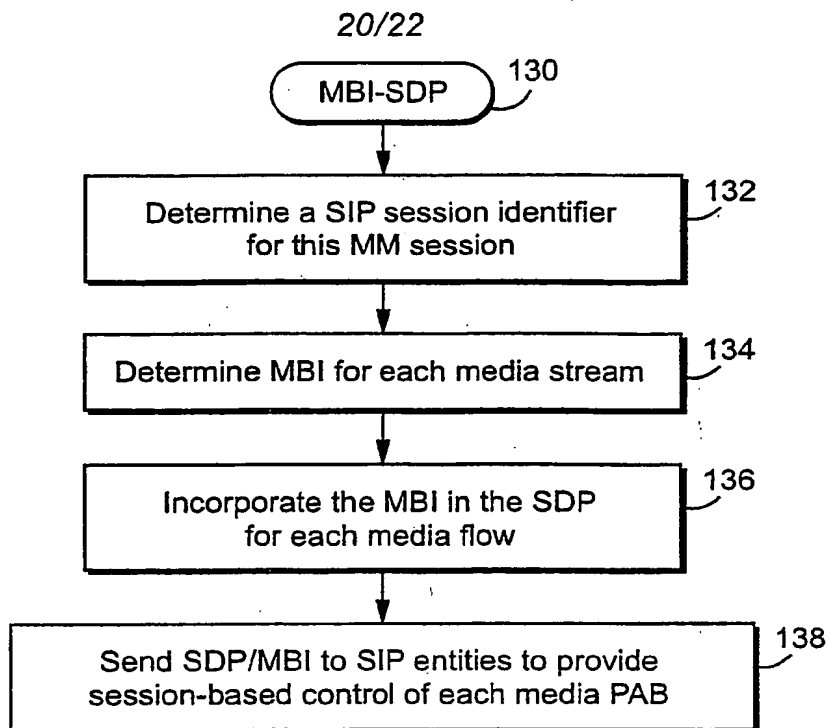 20/22
MBI-SDP
130
Determine a SIP session identifier
for this MM session
132
Determine MBI for each media stream
134
Incorporate the MBI in the SDP
for each media flow
136
Send SDP/MBI to SIP entities to provide
session-based control of each media PAB
138